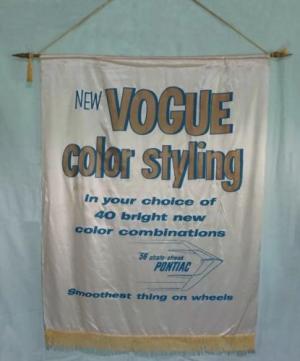 NEW VOGUE
color styling
In your choice of
40 bright new
color combinations
'56 strato-streak
PONTIAC
Smoothest thing on wheels